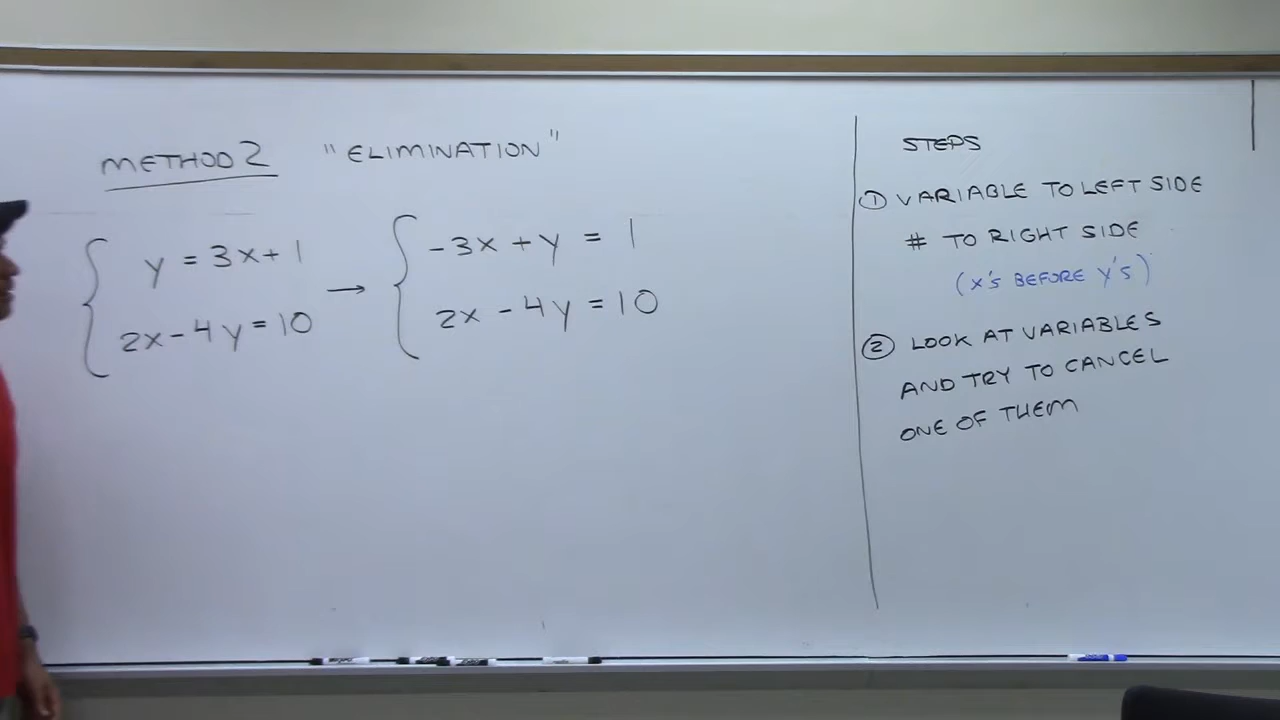 METHOD 2 "ELIMINATION"
y = 3x + 1
2x - 4y = 10
→
-3x + y = 1
2x - 4y = 10
STEPS
① VARIABLE TO LEFT SIDE
# TO RIGHT SIDE
(X'S BEFORE Y'S)
② LOOK AT VARIABLES
AND TRY TO CANCEL
ONE OF THEM